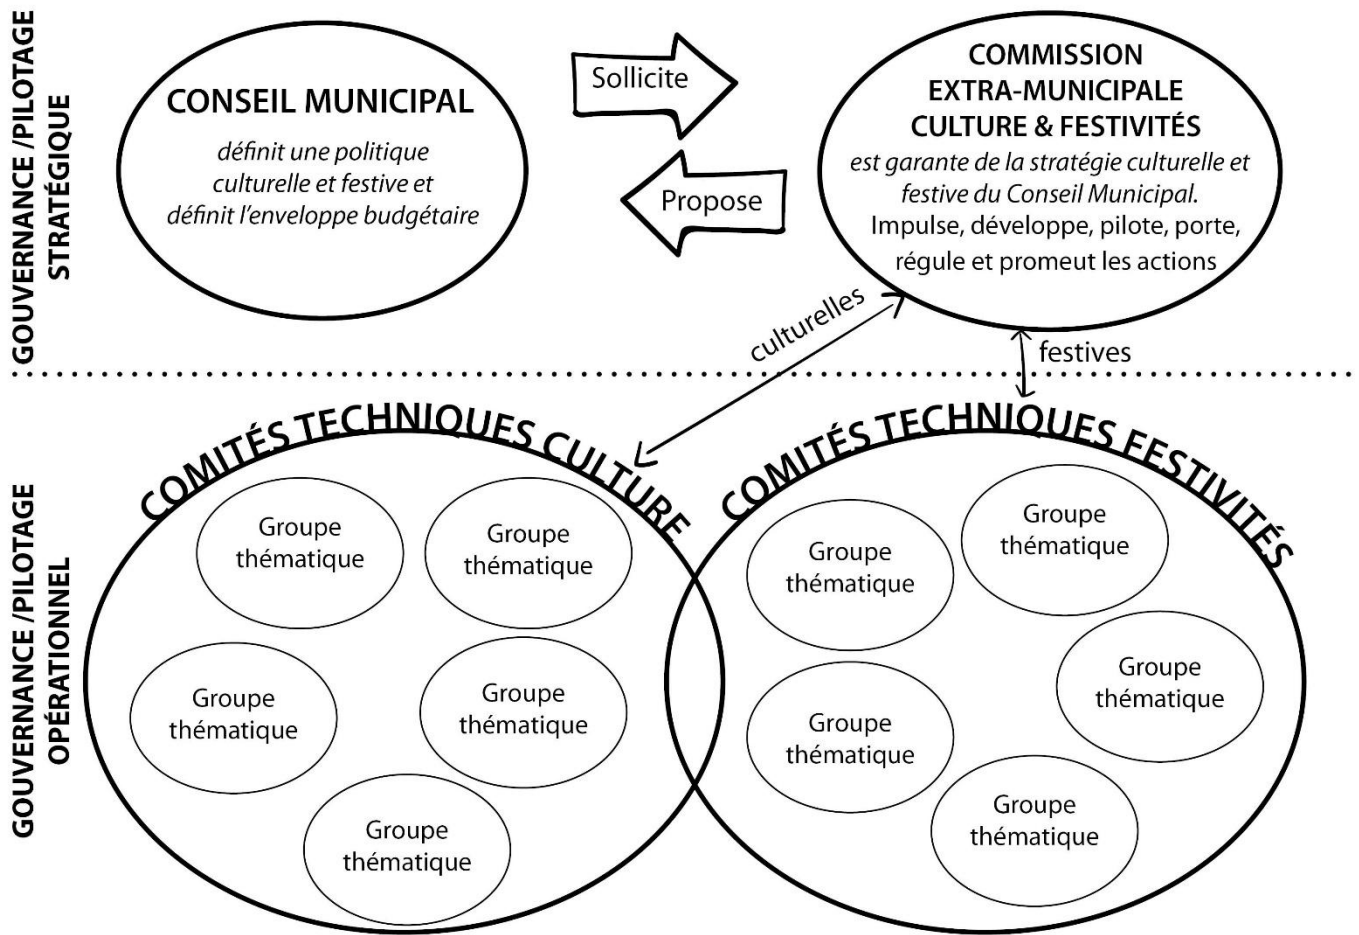 GOUVERNANCE /PILOTAGE
STRATÉGIQUE
CONSEIL MUNICIPAL
définit une politique
culturelle et festive et
définit l’enveloppe budgétaire
Sollicite
Propose
COMMISSION
EXTRA-MUNICIPALE
CULTURE & FESTIVITÉS
est garante de la stratégie culturelle et
festive du Conseil Municipal.
Impulse, développe, pilote, porte,
régule et promeut les actions
culturelles
festives
GOUVERNANCE /PILOTAGE
OPÉRATIONNEL
COMITÉS TECHNIQUES CULTURE
Groupe
thématique
Groupe
thématique
Groupe
thématique
Groupe
thématique
Groupe
thématique
COMITÉS TECHNIQUES FESTIVITÉS
Groupe
thématique
Groupe
thématique
Groupe
thématique
Groupe
thématique
Groupe
thématique